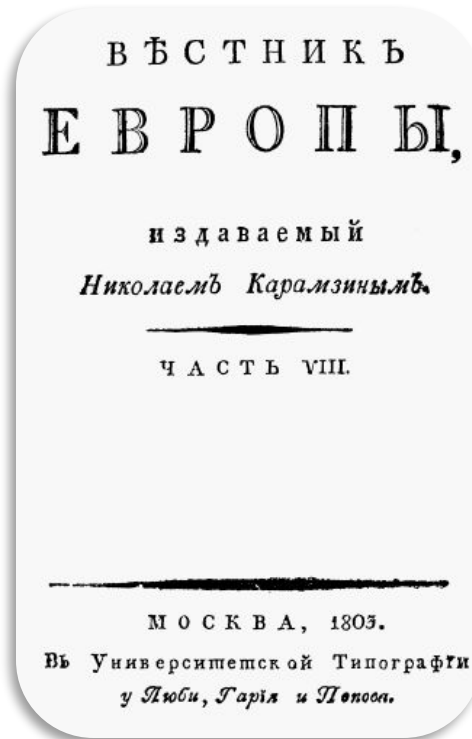 ВѢСТНИКЪ
ЕВРОПЫ,
издаваемый
Николаемъ Карамзинымъ.
ЧАСТЬ VIII.
МОСКВА, 1803.
Въ Университетской Типографіи
у Люби, Гарія и Попова.